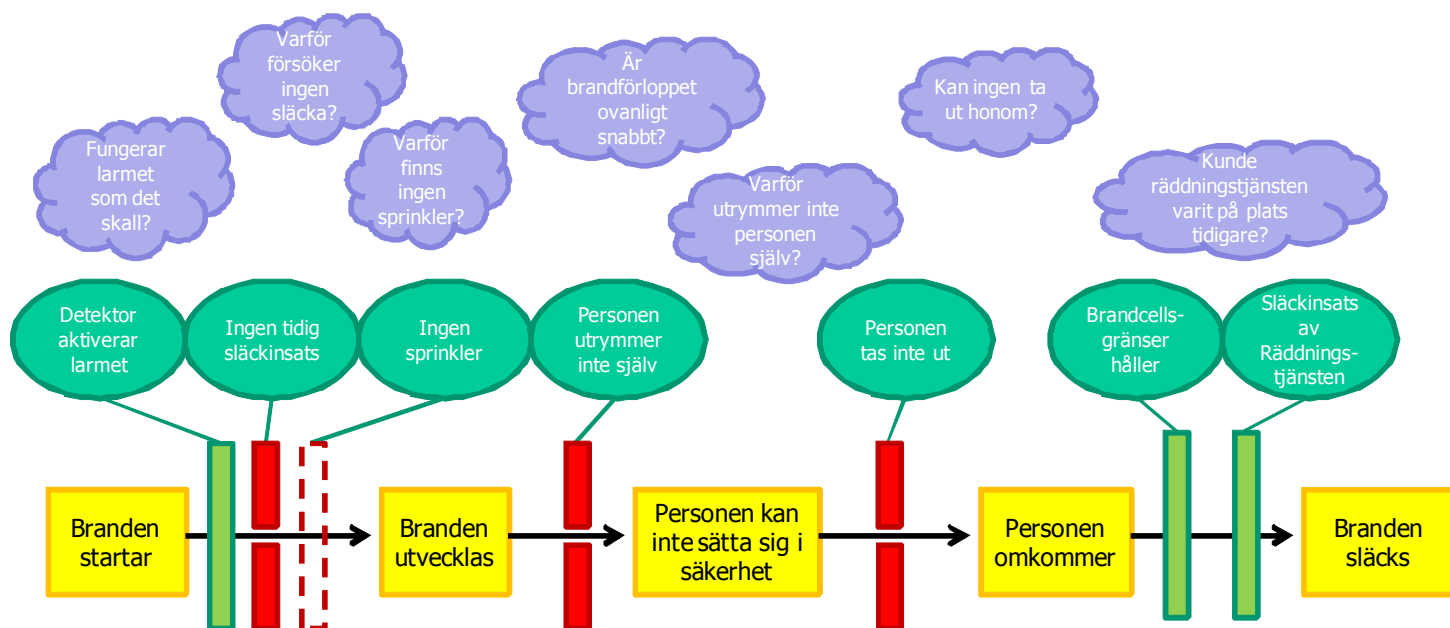 Varför
försöker
ingen
släcka?
Är
brandförloppet
ovanligt
snabbt?
Kan ingen ta
ut honom?
Fungerar
larmet
som det
skall?
Varför
finns
ingen
sprinkler?
Varför
utrymmer inte
personen
själv?
Kunde
räddningstjänsten
varit på plats
tidigare?
Detektor
aktiverar
larmet
Ingen tidig
släckinsats
Ingen
sprinkler
Personen
utrymmer
inte själv
Personen
tas inte ut
Brandcells-
gränser
håller
Släckinsats
av
Räddnings-
tjänsten
Branden
startar
Branden
utvecklas
Personen kan
inte sätta sig i
säkerhet
Personen
omkommer
Branden
släcks